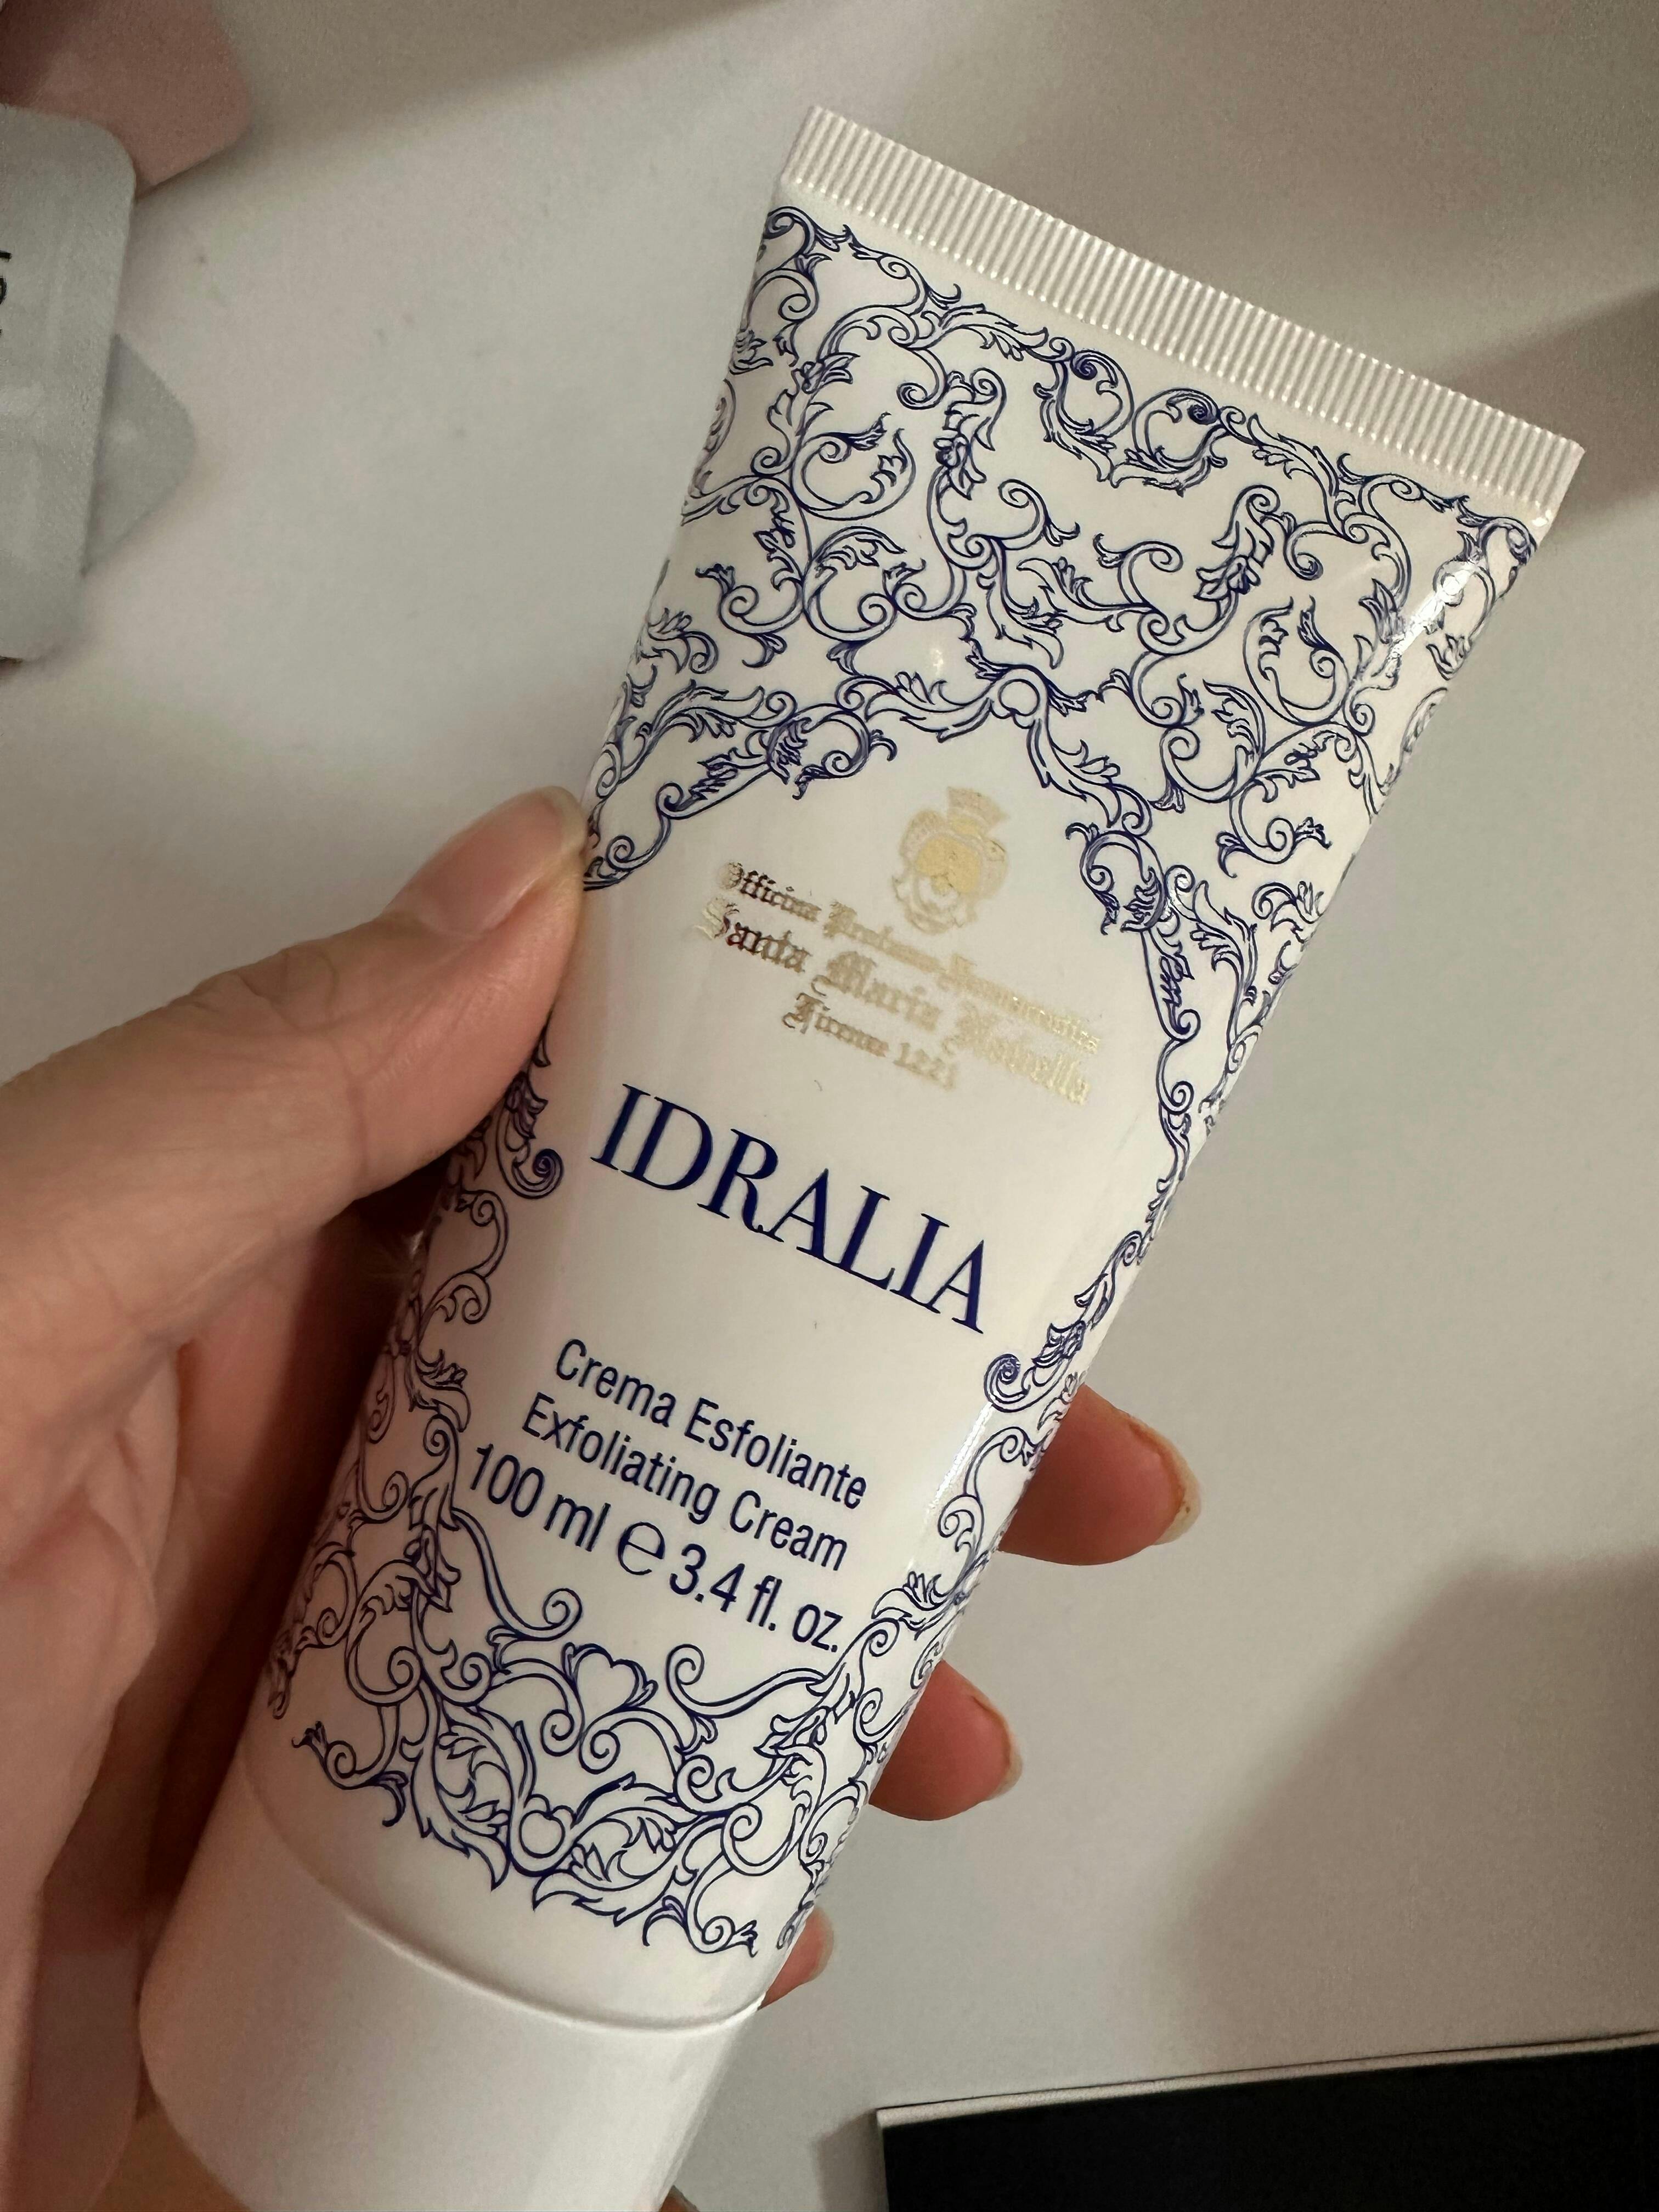 Officina Profumo Farmaceutica
Santa Maria Novella
Firenze 1221
IDRALIA
Crema Esfoliante
Exfoliating Cream
100 ml ℮ 3.4 fl. oz.